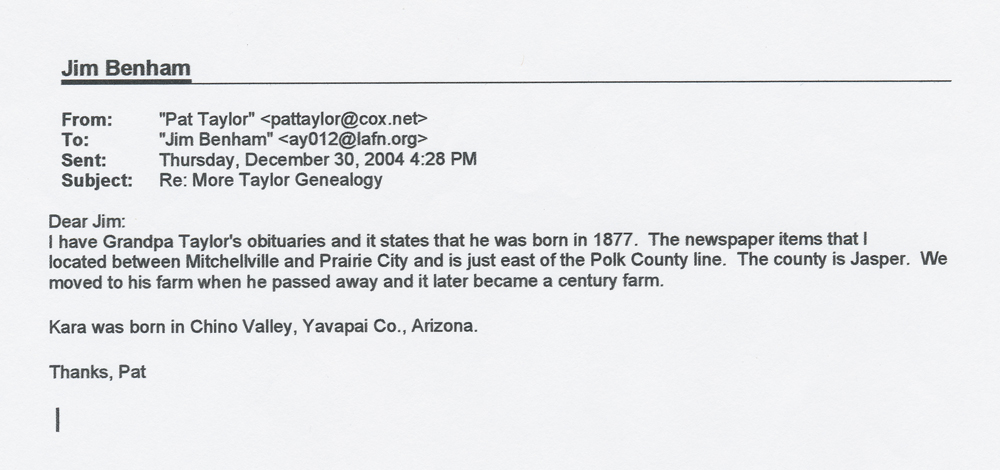 Jim Benham
From: "Pat Taylor" <pattaylor@cox.net>
To: "Jim Benham" <ay012@lafn.org>
Sent: Thursday, December 30, 2004 4:28 PM
Subject: Re: More Taylor Genealogy
Dear Jim:
I have Grandpa Taylor's obituaries and it states that he was born in 1877. The newspaper items that I
located between Mitchellville and Prairie City and is just east of the Polk County line. The county is Jasper. We
moved to his farm when he passed away and it later became a century farm.
Kara was born in Chino Valley, Yavapai Co., Arizona.
Thanks, Pat